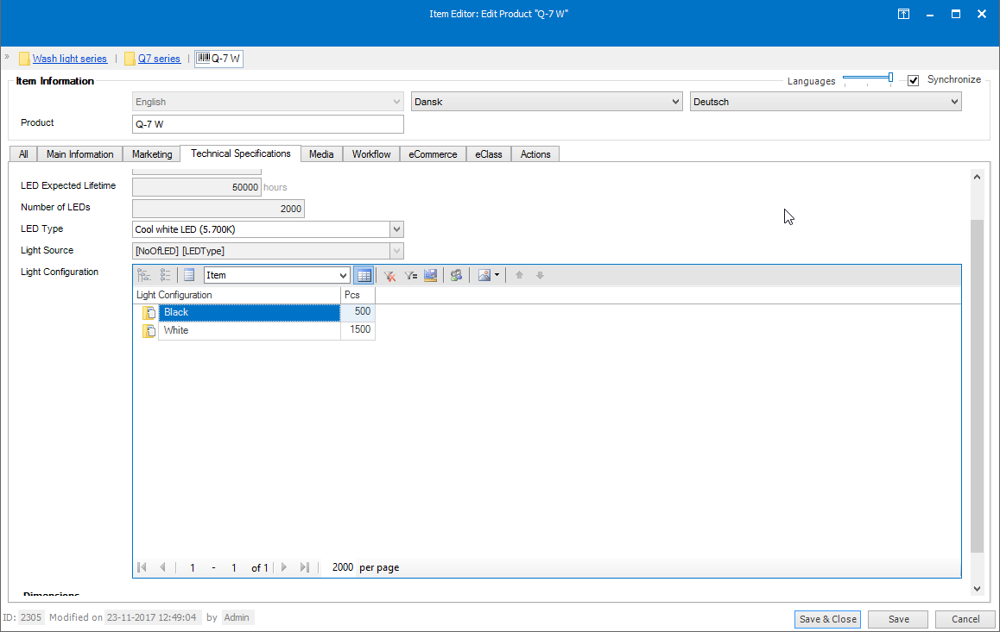 Item Editor: Edit Product "Q-7 W"
» Wash light series | Q7 series | Q-7 W
Item Information
Languages
Synchronize
English
Dansk
Deutsch
Product
Q-7 W
All
Main Information
Marketing
Technical Specifications
Media
Workflow
eCommerce
eClass
Actions
LED Expected Lifetime
50000 hours
Number of LEDs
2000
LED Type
Cool white LED (5.700K)
Light Source
[NoOfLED] [LEDType]
Light Configuration
Item
Light Configuration
Pcs
Black
500
White
1500
1 - 1 of 1
2000 per page
Dimensions
ID: 2305 Modified on 23-11-2017 12:49:04 by Admin
Save & Close
Save
Cancel